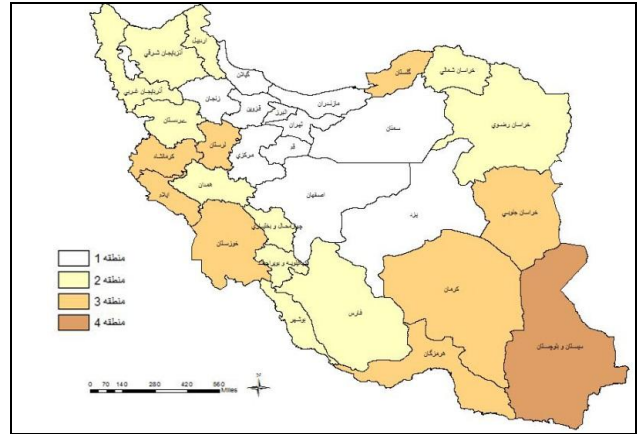 اردبیل
آذربایجان شرقی
گیلان
گلستان
خراسان شمالی
آذربایجان غربی
زنجان
مازندران
قزوین
البرز
تهران
سمنان
خراسان رضوی
کردستان
لرستان
قم
مرکزی
کرمانشاه
همدان
ایلام
اصفهان
یزد
خراسان جنوبی
چهارمحال و بختیاری
خوزستان
کهگیلویه و بویراحمد
کرمان
فارس
بوشهر
هرمزگان
سیستان و بلوچستان
منطقه 1
منطقه 2
منطقه 3
منطقه 4
0 70 140 280 420 560
Miles